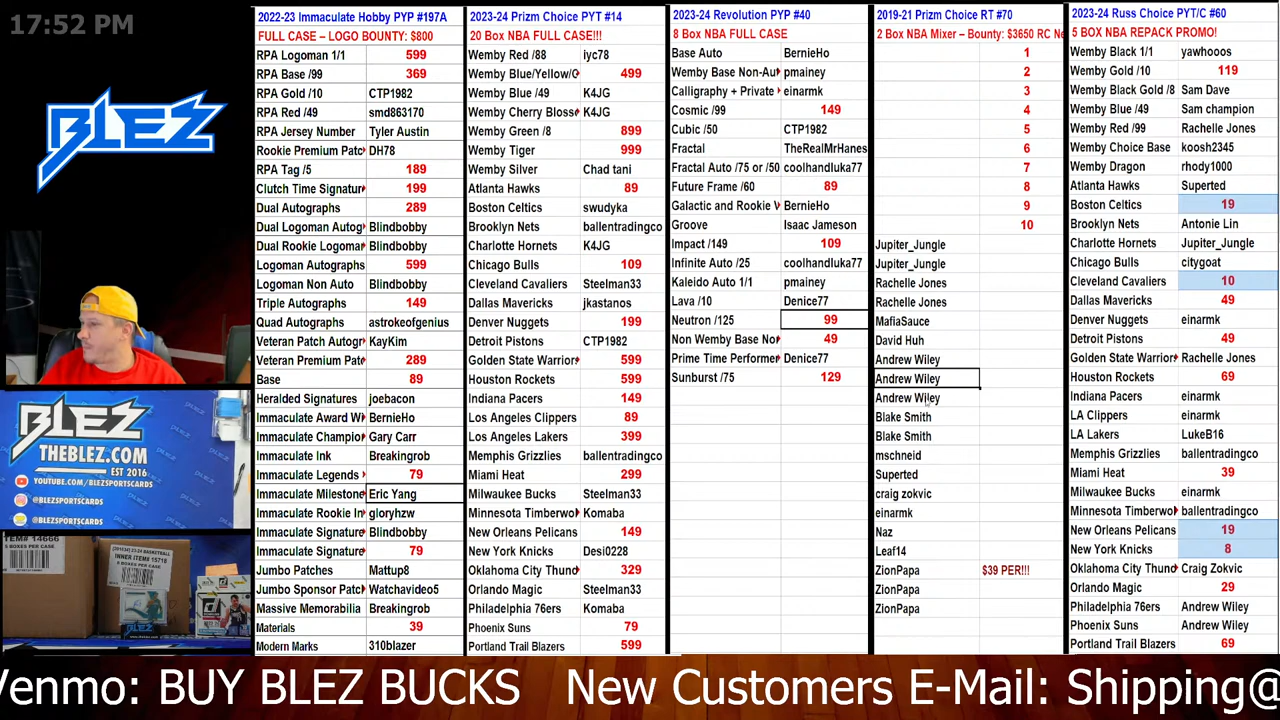 17:52 PM
BLEZ
BLEZ
THEBLEZ.COM
EST 2016
YOUTUBE.COM/BLEZSPORTSCARDS
@BLEZSPORTSCARDS
@BLEZSPORTSCARDS
ITEM# 14666
BOXES PER CASE
23-24 BASKETBALL
INNER ITEM#15718
BOXES PER CASE
2022-23 Immaculate Hobby PYP #197A
FULL CASE – LOGO BOUNTY: $800
RPA Logoman 1/1 599
RPA Base /99 369
RPA Gold /10 CTP1982
RPA Red /49 smd863170
RPA Jersey Number Tyler Austin
Rookie Premium Patc DH78
RPA Tag /5 189
Clutch Time Signatur 199
Dual Autographs 289
Dual Logoman Autog Blindbobby
Dual Rookie Logoma Blindbobby
Logoman Autographs 599
Logoman Non Auto Blindbobby
Triple Autographs 149
Quad Autographs astrokeofgenius
Veteran Patch Autogr KayKim
Veteran Premium Pat 289
Base 89
Heralded Signatures joebacon
Immaculate Award W BernieHo
Immaculate Champio Gary Carr
Immaculate Ink Breakingrob
Immaculate Legends 79
Immaculate Milestone Eric Yang
Immaculate Rookie In gloryhzw
Immaculate Signature Blindbobby
Immaculate Signature 79
Jumbo Patches Mattup8
Jumbo Sponsor Patc Watchavideo5
Massive Memorabilia Breakingrob
Materials 39
Modern Marks 310blazer
2023-24 Prizm Choice PYT #14
20 Box NBA FULL CASE!!!
Wemby Red /88 iyc78
Wemby Blue/Yellow/G 499
Wemby Blue /49 K4JG
Wemby Cherry Blosso K4JG
Wemby Green /8 899
Wemby Tiger 999
Wemby Silver Chad tani
Atlanta Hawks 89
Boston Celtics swudyka
Brooklyn Nets ballentradingco
Charlotte Hornets K4JG
Chicago Bulls 109
Cleveland Cavaliers Steelman33
Dallas Mavericks jkastanos
Denver Nuggets 199
Detroit Pistons CTP1982
Golden State Warrior 599
Houston Rockets 599
Indiana Pacers 149
Los Angeles Clippers 89
Los Angeles Lakers 399
Memphis Grizzlies ballentradingco
Miami Heat 299
Milwaukee Bucks Steelman33
Minnesota Timberwo Komaba
New Orleans Pelicans 149
New York Knicks Desi0228
Oklahoma City Thun 329
Orlando Magic Steelman33
Philadelphia 76ers Komaba
Phoenix Suns 79
Portland Trail Blazers 599
2023-24 Revolution PYP #40
8 Box NBA FULL CASE
Base Auto BernieHo
Wemby Base Non-Au pmainey
Calligraphy + Private einarmk
Cosmic /99 149
Cubic /50 CTP1982
Fractal TheRealMrHanes
Fractal Auto /75 or /50 coolhandluka77
Future Frame /60 89
Galactic and Rookie V BernieHo
Groove Isaac Jameson
Impact /149 109
Infinite Auto /25 coolhandluka77
Kaleido Auto 1/1 pmainey
Lava /10 Denice77
Neutron /125 99
Non Wemby Base No 49
Prime Time Performer Denice77
Sunburst /75 129
2019-21 Prizm Choice RT #70
2 Box NBA Mixer – Bounty: $3650 RC Ne
1
2
3
4
5
6
7
8
9
10
Jupiter_Jungle
Jupiter_Jungle
Rachelle Jones
Rachelle Jones
MafiaSauce
David Huh
Andrew Wiley
Andrew Wiley
Andrew Wiley
Blake Smith
Blake Smith
mschneid
Superted
craig zokvic
einarmk
Naz
Leaf14
ZionPapa $39 PER!!!
ZionPapa
ZionPapa
2023-24 Russ Choice PYT/C #60
5 BOX NBA REPACK PROMO!
Wemby Black 1/1 yawhooos
Wemby Gold /10 119
Wemby Black Gold /8 Sam Dave
Wemby Blue /49 Sam champion
Wemby Red /99 Rachelle Jones
Wemby Choice Base koosh2345
Wemby Dragon rhody1000
Atlanta Hawks Superted
Boston Celtics 19
Brooklyn Nets Antonie Lin
Charlotte Hornets Jupiter_Jungle
Chicago Bulls citygoat
Cleveland Cavaliers 10
Dallas Mavericks 49
Denver Nuggets einarmk
Detroit Pistons 49
Golden State Warrior Rachelle Jones
Houston Rockets 69
Indiana Pacers einarmk
LA Clippers einarmk
LA Lakers LukeB16
Memphis Grizzlies ballentradingco
Miami Heat 39
Milwaukee Bucks einarmk
Minnesota Timberwo ballentradingco
New Orleans Pelicans 19
New York Knicks 8
Oklahoma City Thund Craig Zokvic
Orlando Magic 29
Philadelphia 76ers Andrew Wiley
Phoenix Suns Andrew Wiley
Portland Trail Blazers 69
Venmo: BUY BLEZ BUCKS New Customers E-Mail: Shipping@